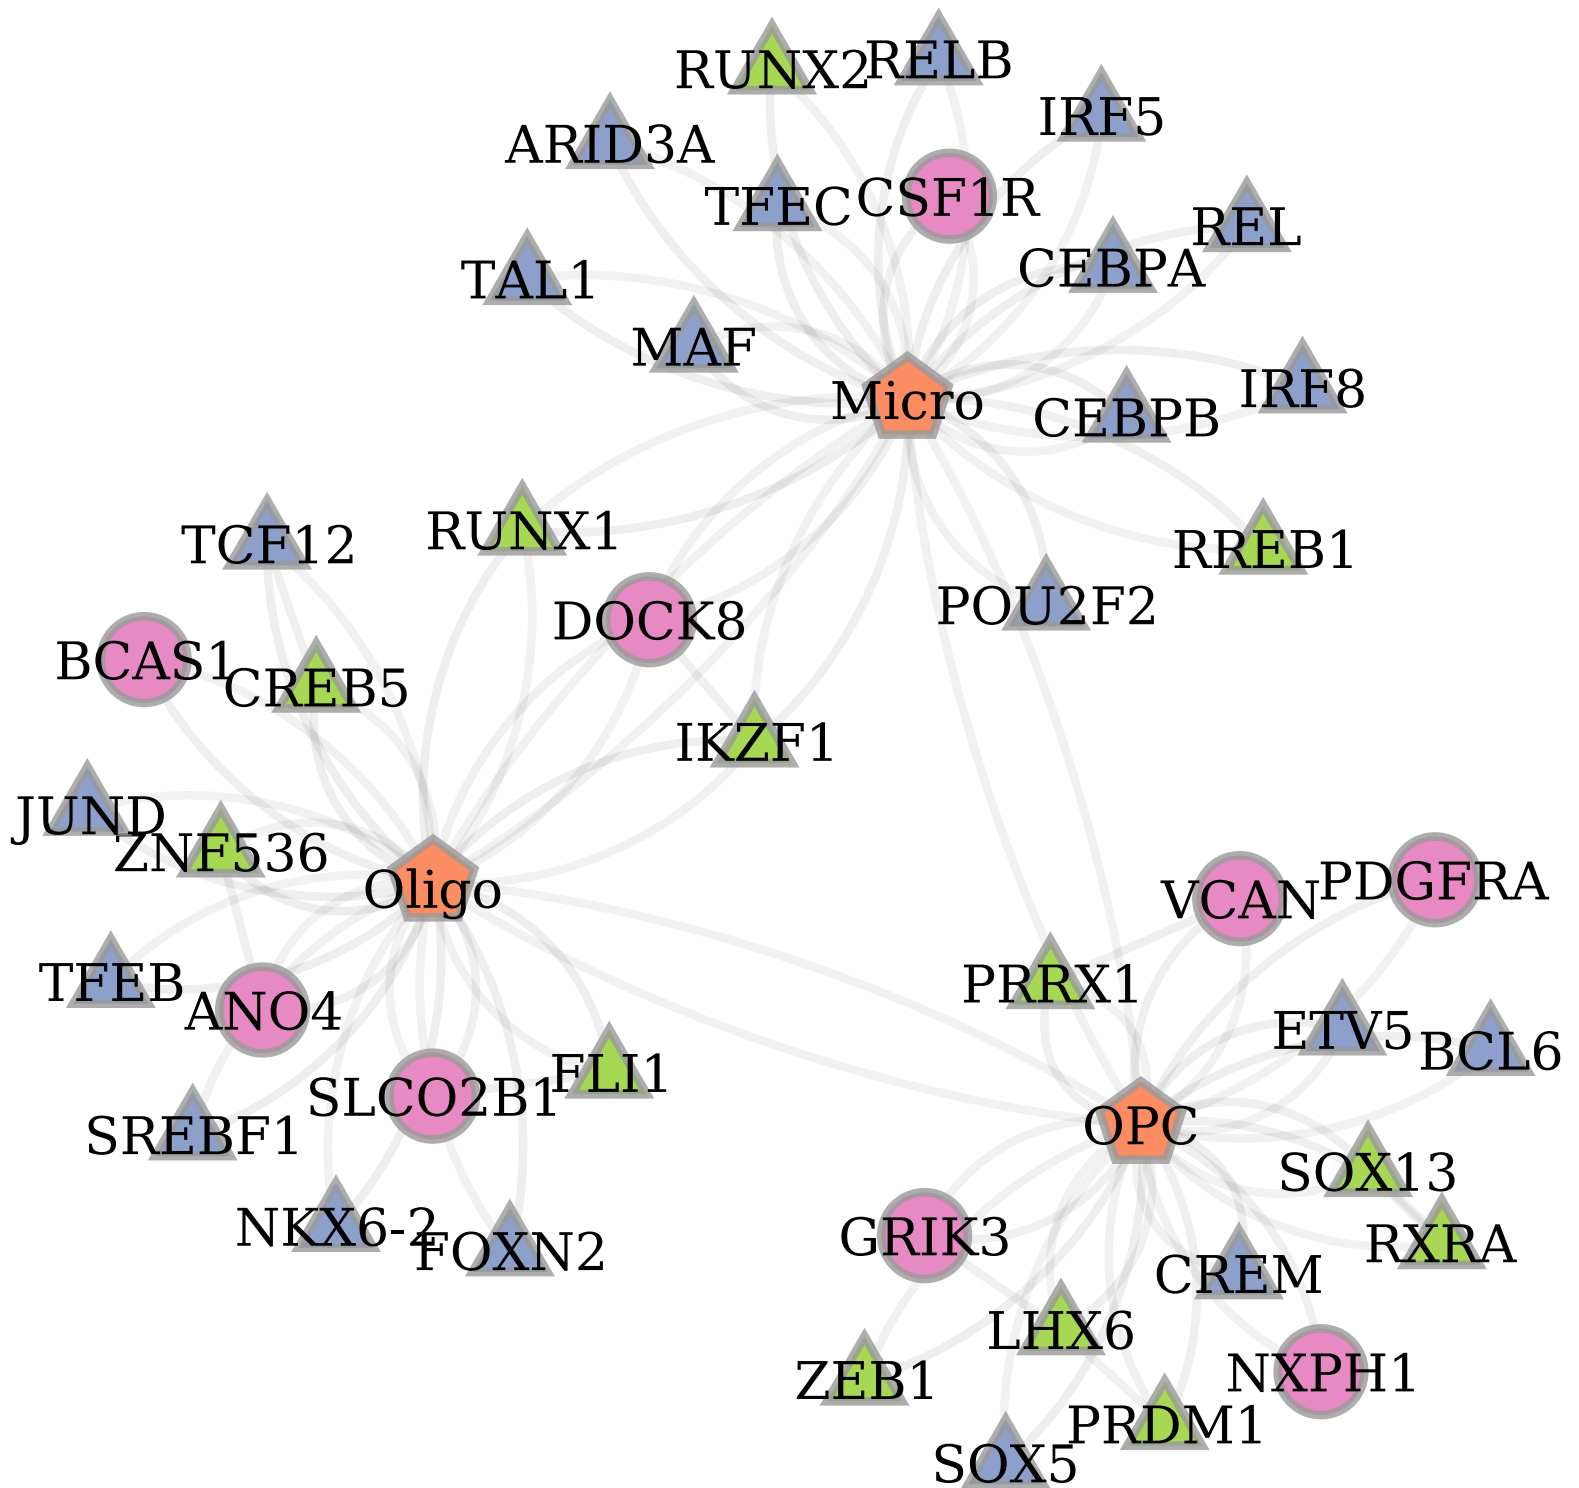 RUNX2
RELB
IRF5
ARID3A
TFEC
CSF1R
REL
CEBPA
TAL1
MAF
Micro
CEBPB
IRF8
RUNX1
TCF12
RREB1
POU2F2
DOCK8
BCAS1
CREB5
IKZF1
JUND
ZNF536
Oligo
VCAN
PDGFRA
TFEB
ANO4
PRRX1
ETV5
BCL6
FLI1
SLCO2B1
SREBF1
OPC
SOX13
NKX6-2
FOXN2
GRIK3
RXRA
CREM
LHX6
ZEB1
NXPH1
PRDM1
SOX5